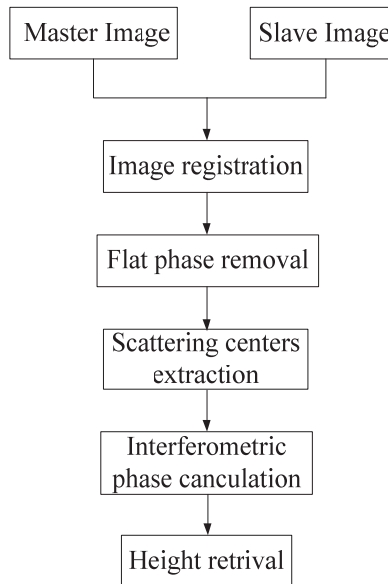 Master Image
Slave Image
Image registration
Flat phase removal
Scattering centers
extraction
Interferometric
phase canculation
Height retrival